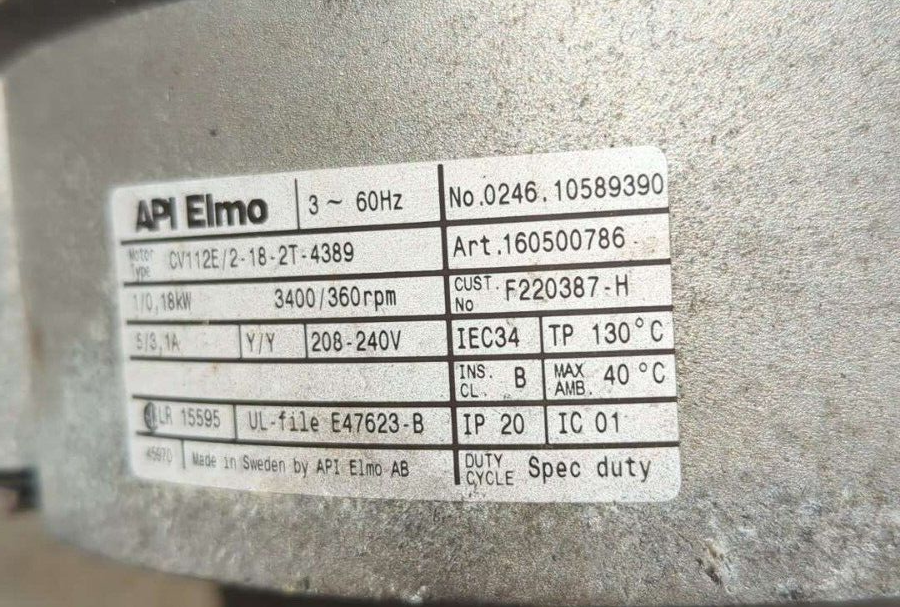 API Elmo 3 ~ 60Hz No.0246.10589390
Motor Type CV112E/2-18-2T-4389 Art.160500786
1/0,18kW 3400/360rpm CUST. No F220387-H
5/3,1A Y/Y 208-240V IEC34 TP 130°C
INS. CL. B MAX AMB. 40°C
LR 15595 UL-file E47623-B IP 20 IC 01
Made in Sweden by API Elmo AB DUTY CYCLE Spec duty